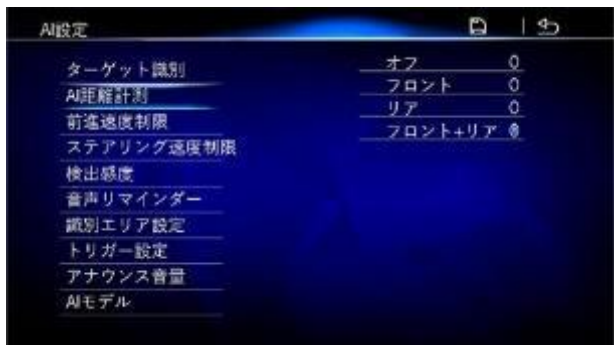 AI設定
ターゲット識別
AI距離計測
前進速度制限
ステアリング速度制限
検出感度
音声リマインダー
識別エリア設定
トリガー設定
アナウンス音量
AIモデル
オフ
フロント
リア
フロント+リア